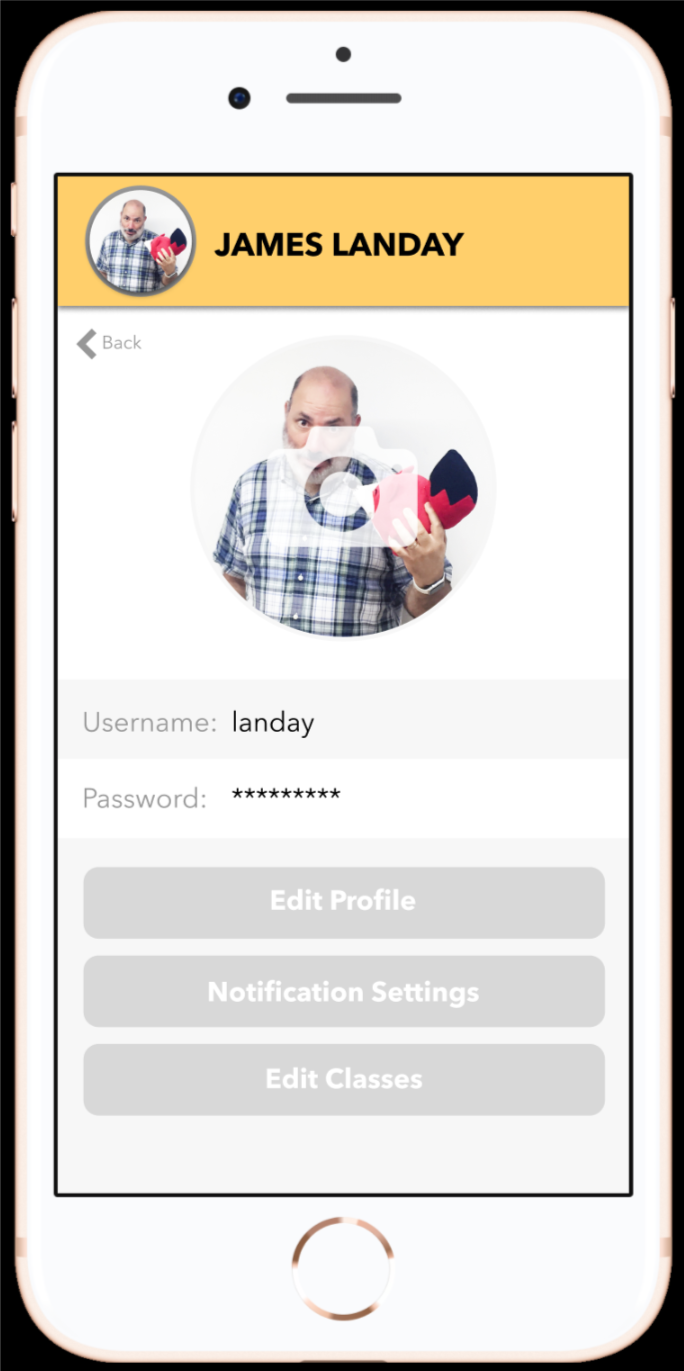 JAMES LANDAY
Back
Username: landay
Password: *********
Edit Profile
Notification Settings
Edit Classes